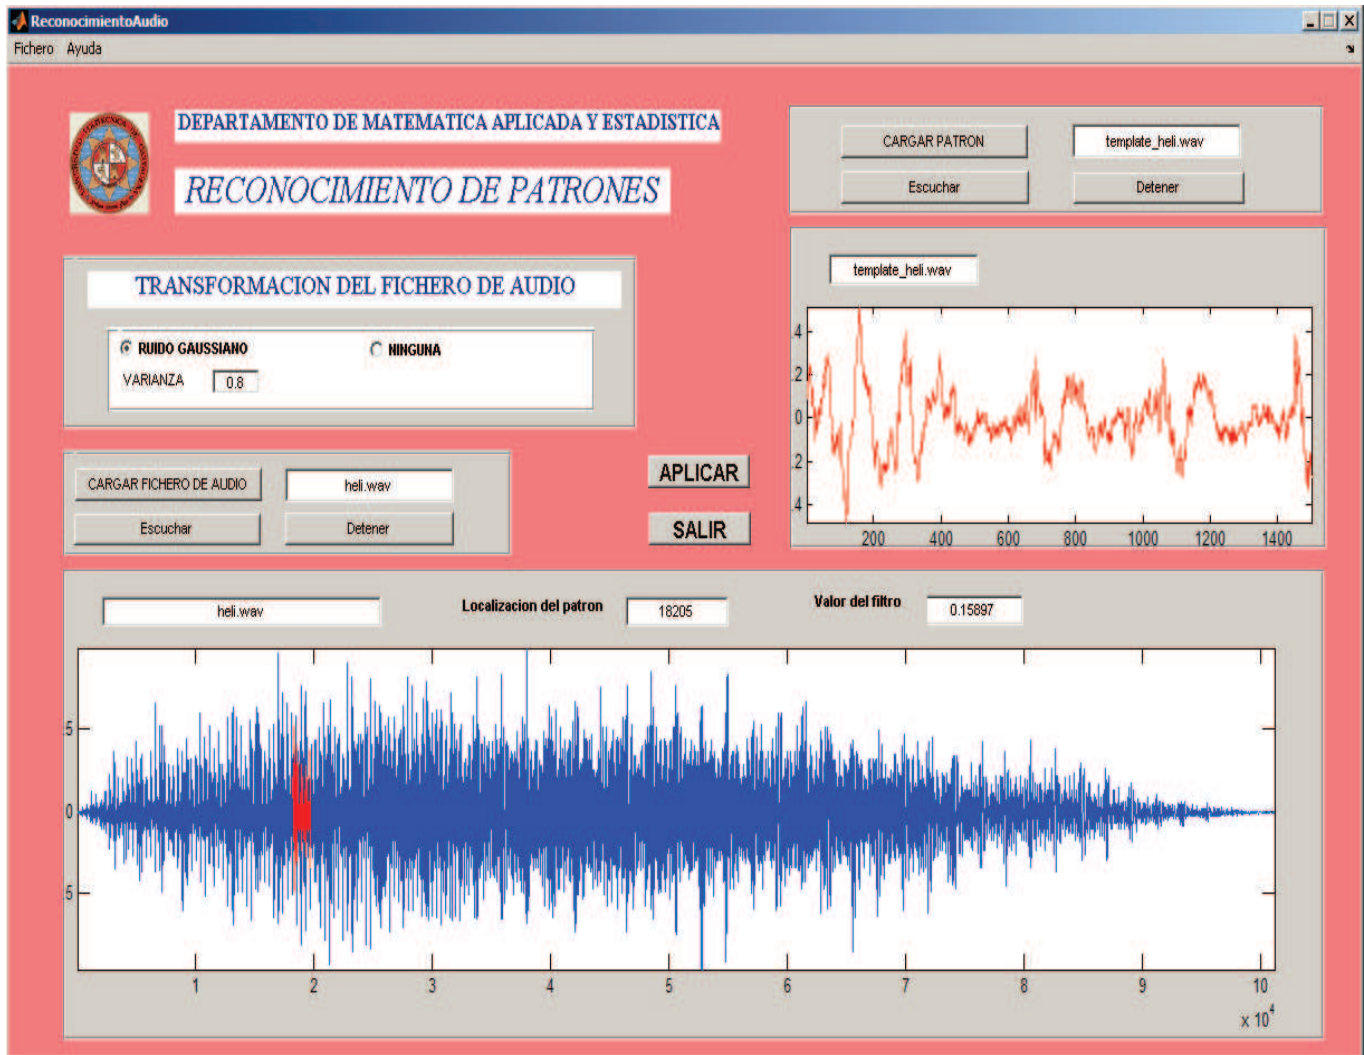 ReconocimientoAudio
Fichero Ayuda
DEPARTAMENTO DE MATEMATICA APLICADA Y ESTADISTICA
RECONOCIMIENTO DE PATRONES
CARGAR PATRON template_heli.wav
Escuchar Detener
TRANSFORMACION DEL FICHERO DE AUDIO
RUIDO GAUSSIANO NINGUNA
VARIANZA 0.8
template_heli.wav
.4
.2
0
.2
.4
200 400 600 800 1000 1200 1400
CARGAR FICHERO DE AUDIO heli.wav
Escuchar Detener
APLICAR
SALIR
heli.wav Localizacion del patron 18205 Valor del filtro 0.15897
.5
0
.5
1 2 3 4 5 6 7 8 9 10
x 10^4